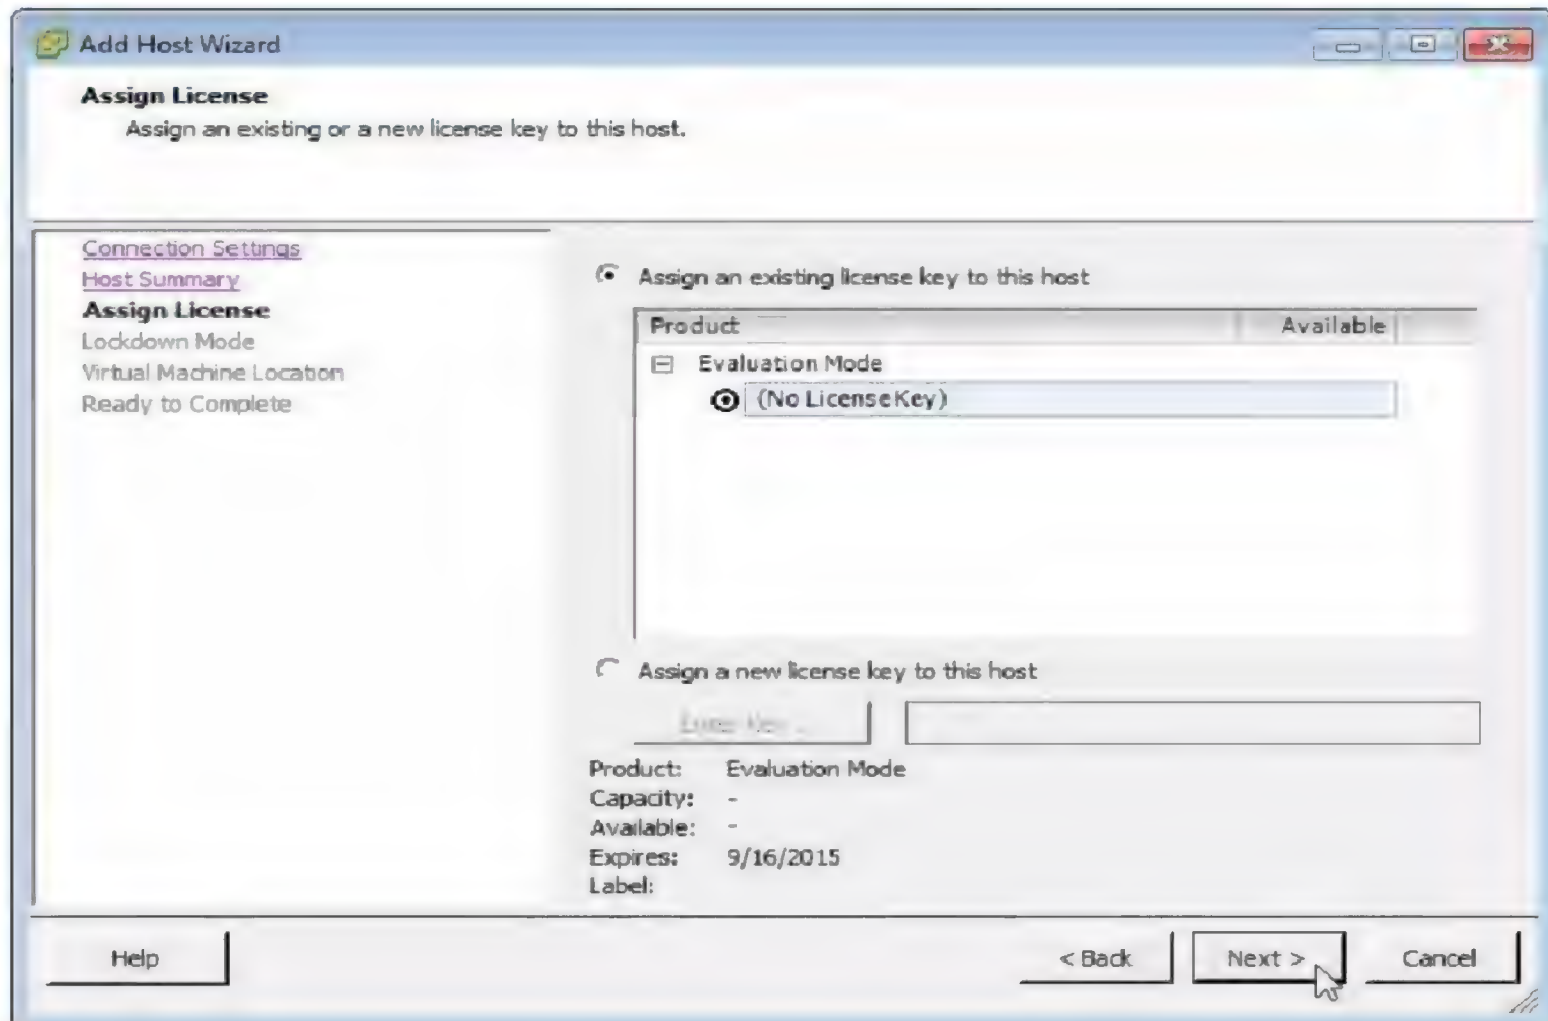 Add Host Wizard
Assign License
Assign an existing or a new license key to this host.
Connection Settings
Host Summary
Assign License
Lockdown Mode
Virtual Machine Location
Ready to Complete
Assign an existing license key to this host
Product Available
Evaluation Mode
(No License Key)
Assign a new license key to this host
Enter Key...
Product: Evaluation Mode
Capacity: -
Available: -
Expires: 9/16/2015
Label:
Help < Back Next > Cancel